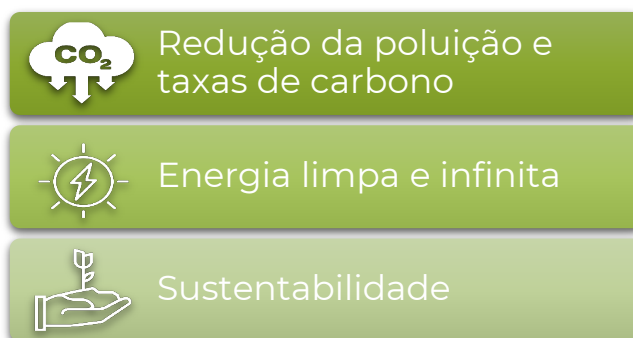 CO2
Redução da poluição e
taxas de carbono
Energia limpa e infinita
Sustentabilidade